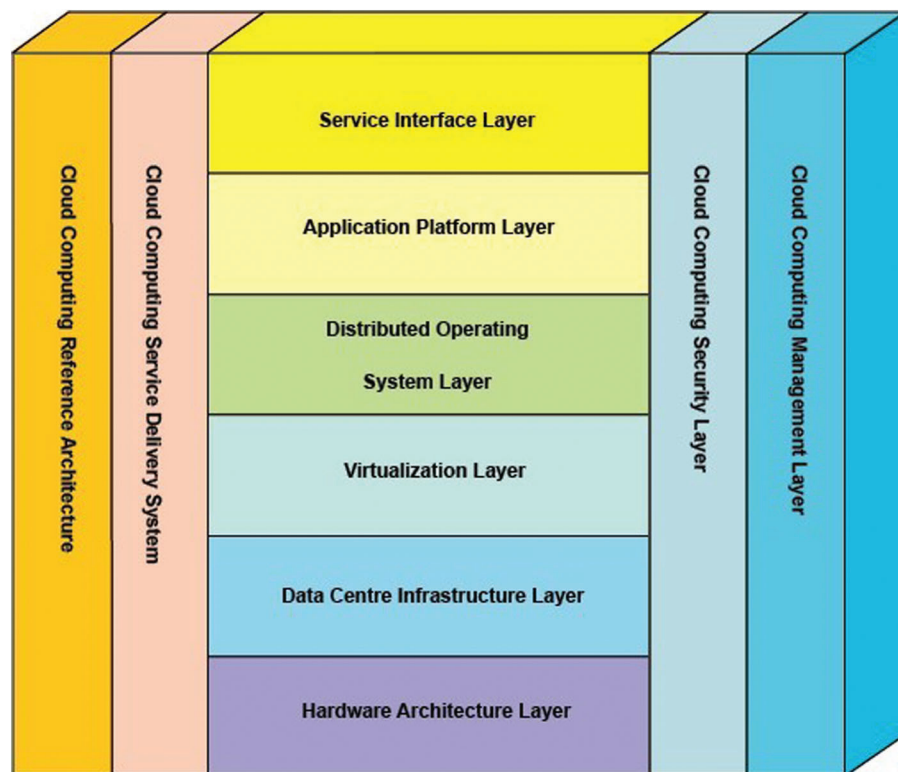 Cloud Computing Reference Architecture
Cloud Computing Service Delivery System
Service Interface Layer
Application Platform Layer
Distributed Operating
System Layer
Virtualization Layer
Data Centre Infrastructure Layer
Hardware Architecture Layer
Cloud Computing Security Layer
Cloud Computing Management Layer